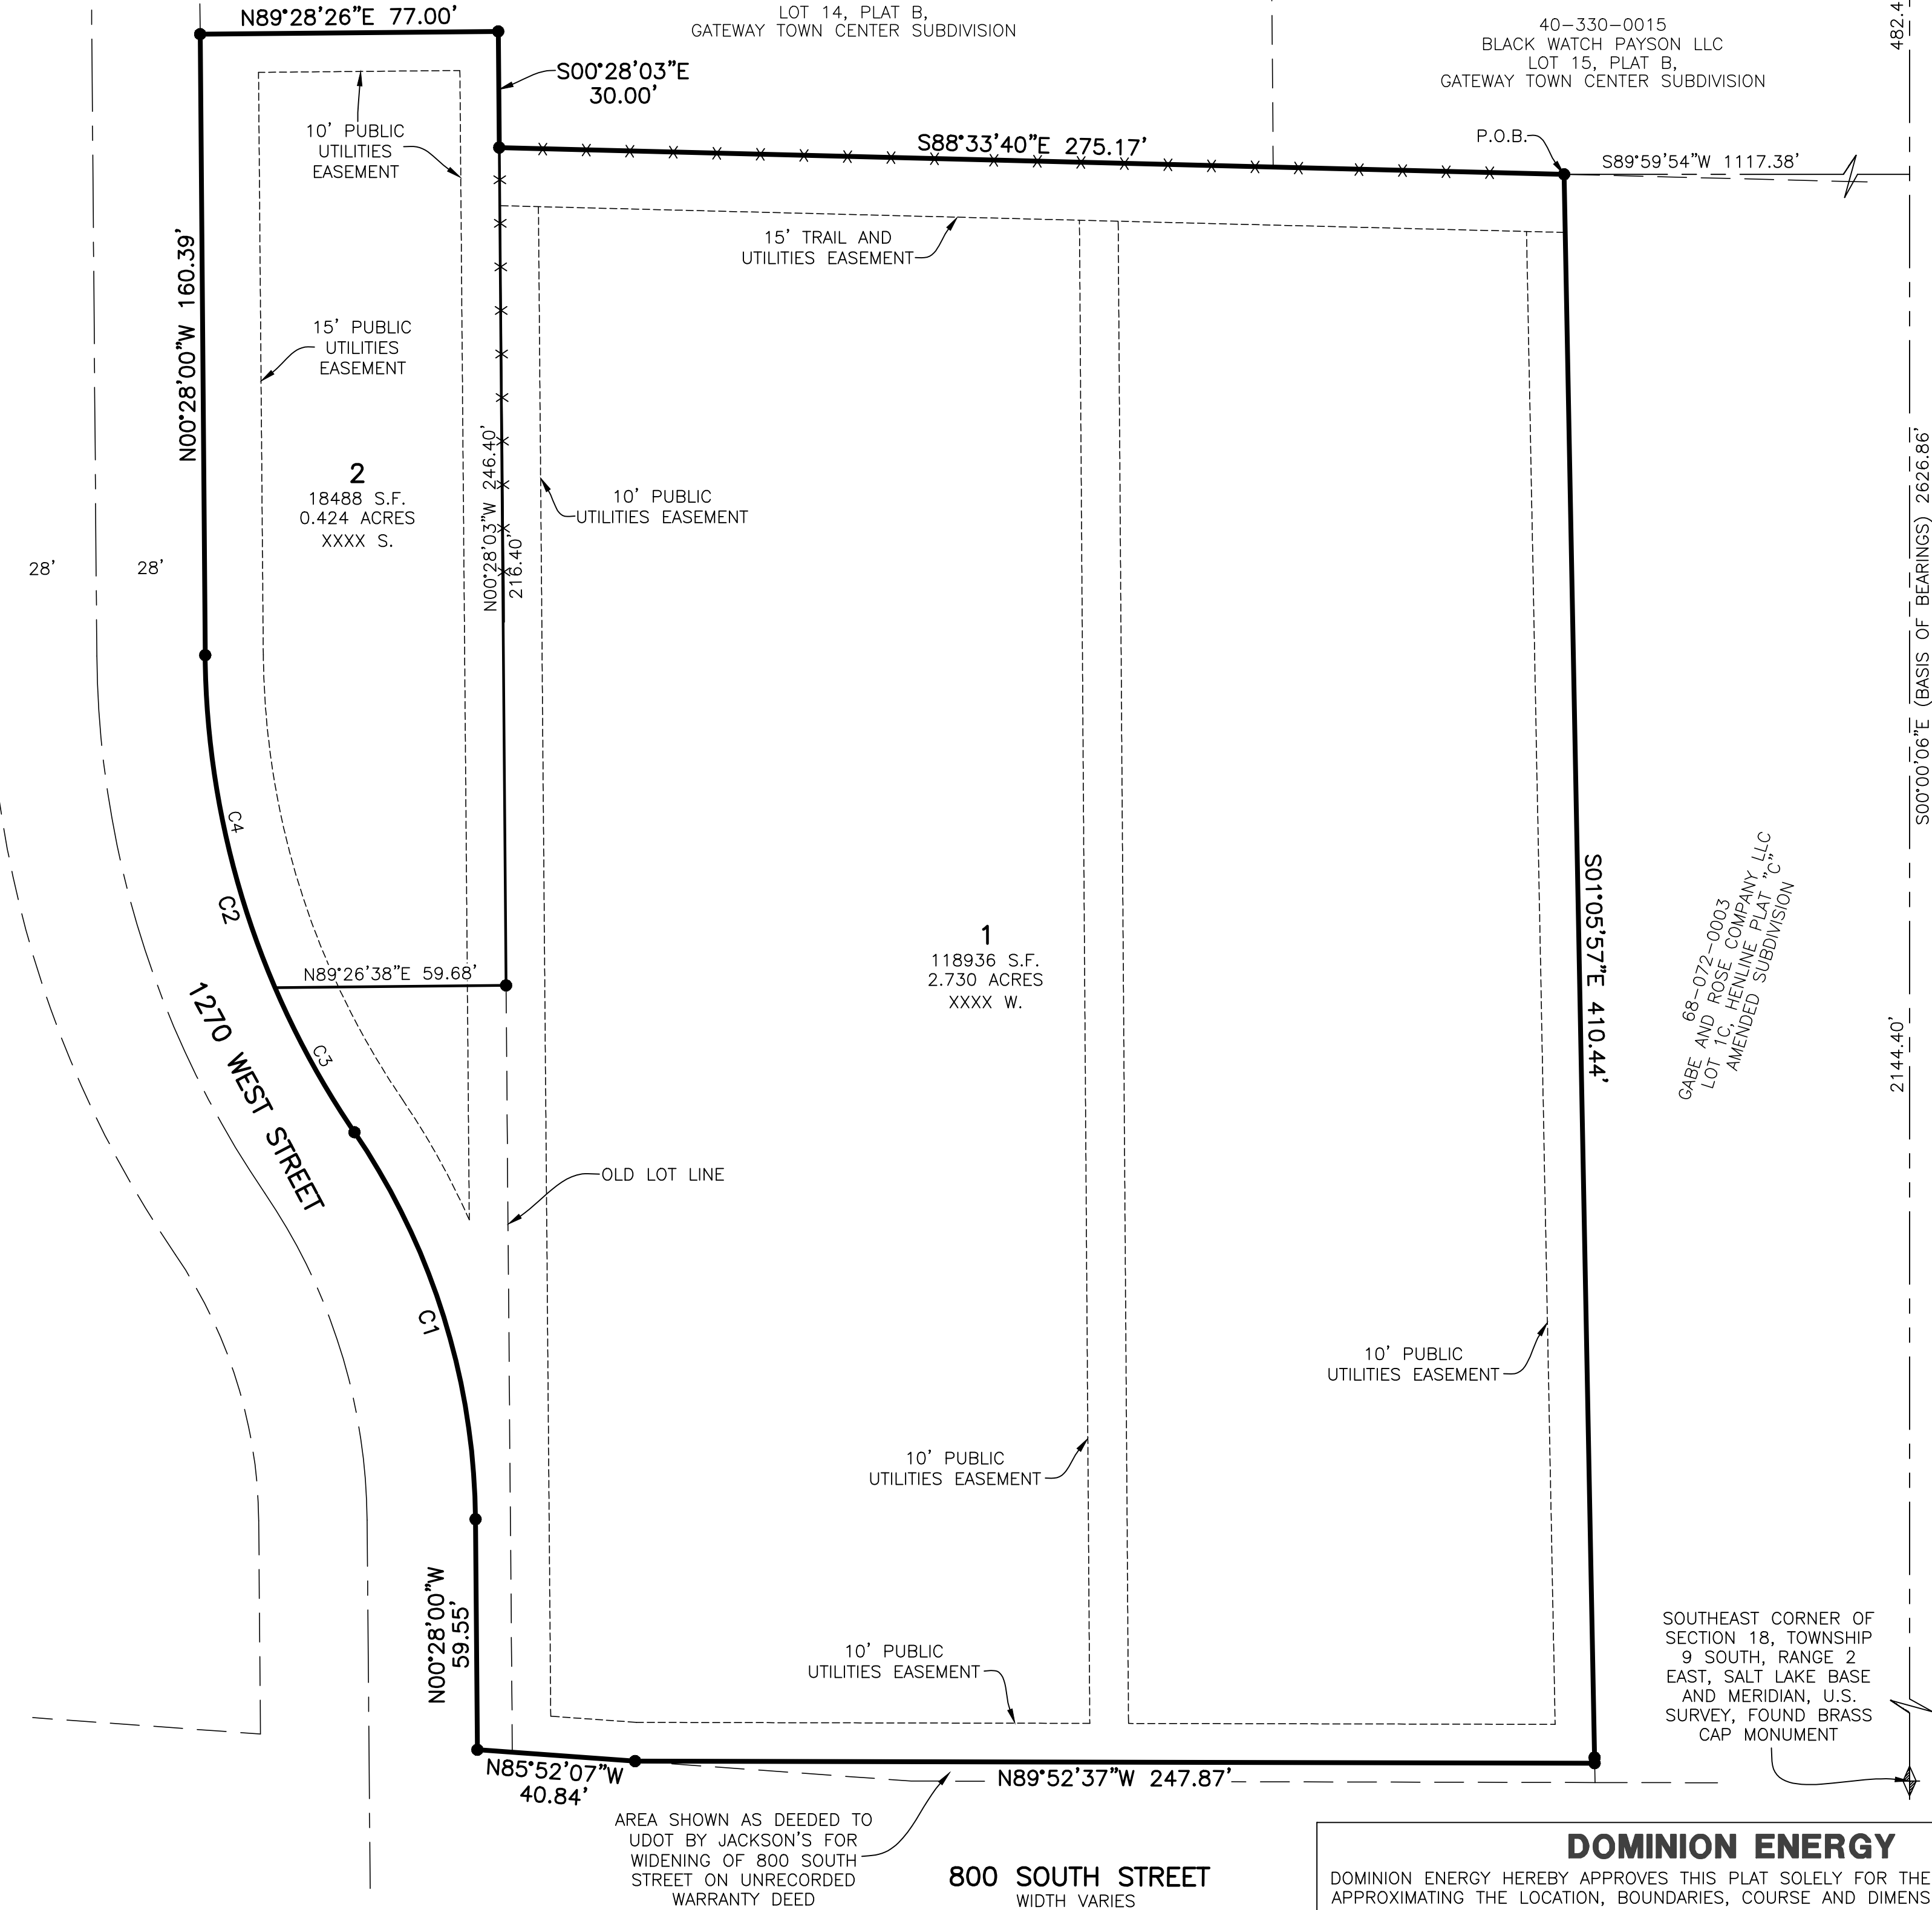 N89°28'26"E 77.00'
LOT 14, PLAT B,
GATEWAY TOWN CENTER SUBDIVISION
40-330-0015
BLACK WATCH PAYSON LLC
LOT 15, PLAT B,
GATEWAY TOWN CENTER SUBDIVISION
482.4
S00°28'03"E
30.00'
10' PUBLIC
UTILITIES
EASEMENT
S88°33'40"E 275.17'
P.O.B.
S89°59'54"W 1117.38'
15' TRAIL AND
UTILITIES EASEMENT
N00°28'00"W 160.39'
15' PUBLIC
UTILITIES
EASEMENT
2
18488 S.F.
0.424 ACRES
XXXX S.
N00°28'03"W 246.40'
216.40'
10' PUBLIC
UTILITIES EASEMENT
28'
28'
S00°00'06"E (BASIS OF BEARINGS) 2626.86'
C4
C2
N89°26'38"E 59.68'
C3
1270 WEST STREET
1
118936 S.F.
2.730 ACRES
XXXX W.
S01°05'57"E 410.44'
68-072-0003
GABE AND ROSE COMPANY LLC
LOT 1C, HENLINE PLAT "C"
AMENDED SUBDIVISION
2144.40'
OLD LOT LINE
C1
10' PUBLIC
UTILITIES EASEMENT
10' PUBLIC
UTILITIES EASEMENT
N00°28'00"W
59.55'
10' PUBLIC
UTILITIES EASEMENT
SOUTHEAST CORNER OF
SECTION 18, TOWNSHIP
9 SOUTH, RANGE 2
EAST, SALT LAKE BASE
AND MERIDIAN, U.S.
SURVEY, FOUND BRASS
CAP MONUMENT
N85°52'07"W
40.84'
N89°52'37"W 247.87'
AREA SHOWN AS DEEDED TO
UDOT BY JACKSON'S FOR
WIDENING OF 800 SOUTH
STREET ON UNRECORDED
WARRANTY DEED
800 SOUTH STREET
WIDTH VARIES
DOMINION ENERGY
DOMINION ENERGY HEREBY APPROVES THIS PLAT SOLELY FOR THE
APPROXIMATING THE LOCATION, BOUNDARIES, COURSE AND DIMENS